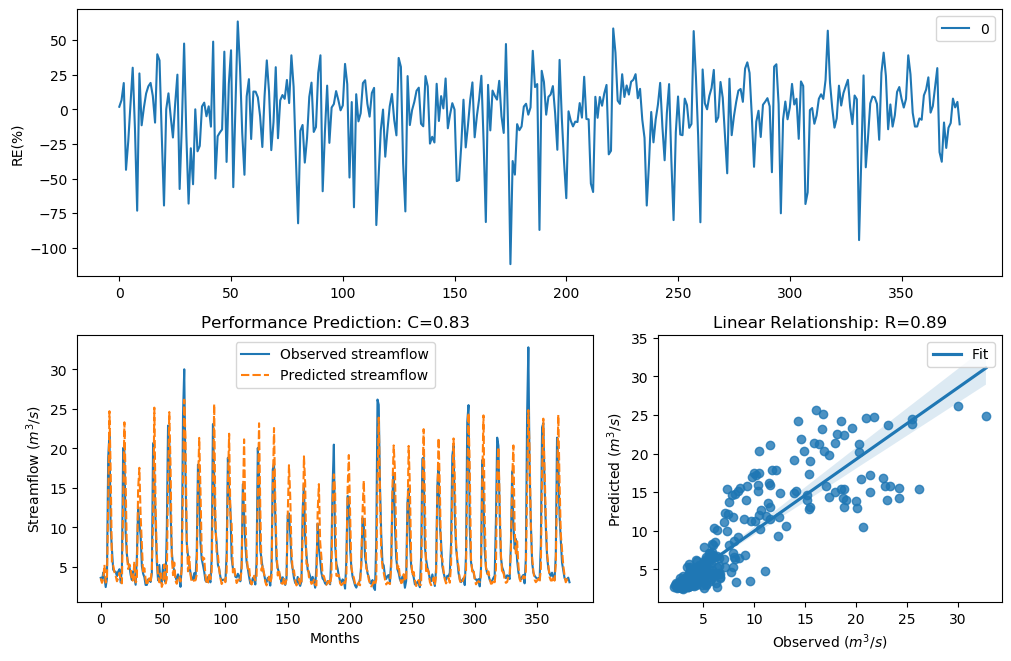 50
25
0
−25
−50
−75
−100
RE(%)
0
0 50 100 150 200 250 300 350
Performance Prediction: C=0.83
Observed streamflow
Predicted streamflow
30
25
20
15
10
5
Streamflow (m³/s)
0 50 100 150 200 250 300 350
Months
Linear Relationship: R=0.89
Fit
35
30
25
20
15
10
5
Predicted (m³/s)
5 10 15 20 25 30
Observed (m³/s)